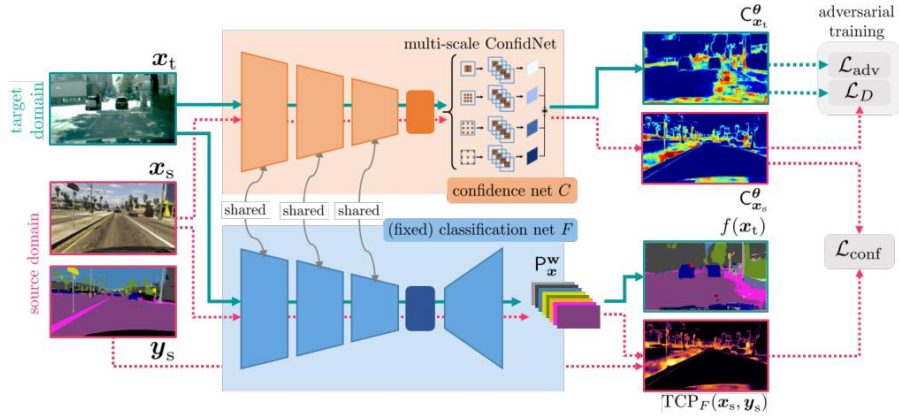 target
domain
x_t
x_s
source domain
y_s
multi-scale ConfidNet
confidence net C
shared
shared
shared
(fixed) classification net F
P^w_x
C^θ_{x_t}
C^θ_{x_s}
f(x_t)
TCP_F(x_s, y_s)
adversarial
training
L_adv
L_D
L_conf